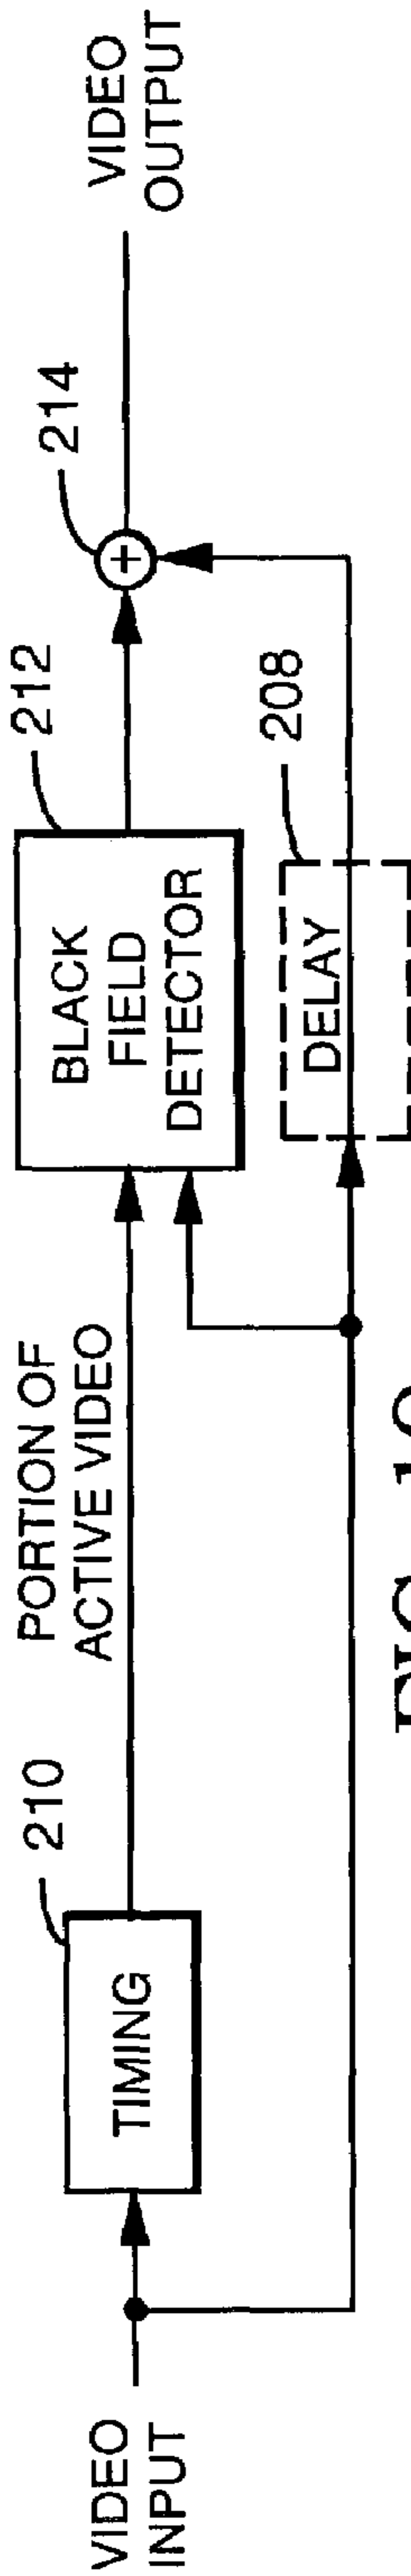 VIDEO
INPUT
TIMING
210
PORTION OF
ACTIVE VIDEO
BLACK
FIELD
DETECTOR
212
DELAY
208
+
214
VIDEO
OUTPUT